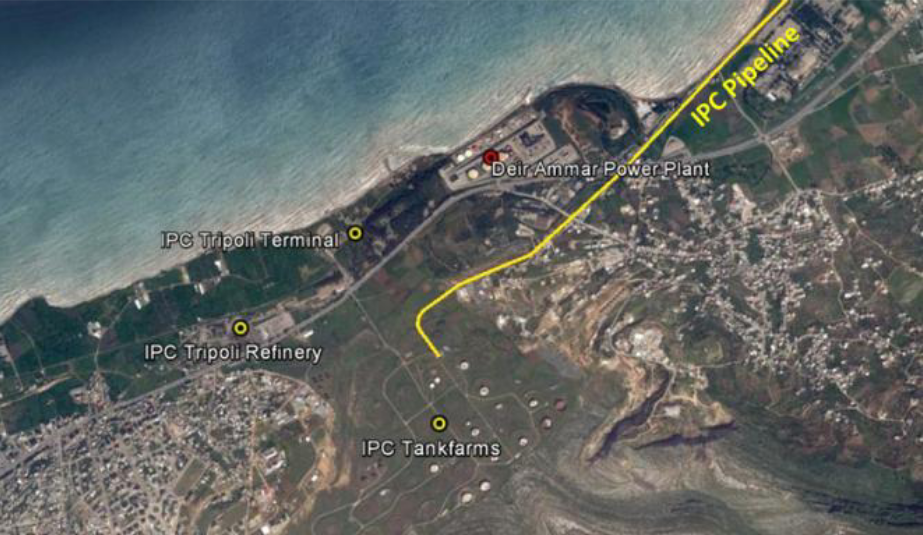 IPC Pipeline
Deir Ammar Power Plant
IPC Tripoli Terminal
IPC Tripoli Refinery
IPC Tankfarms